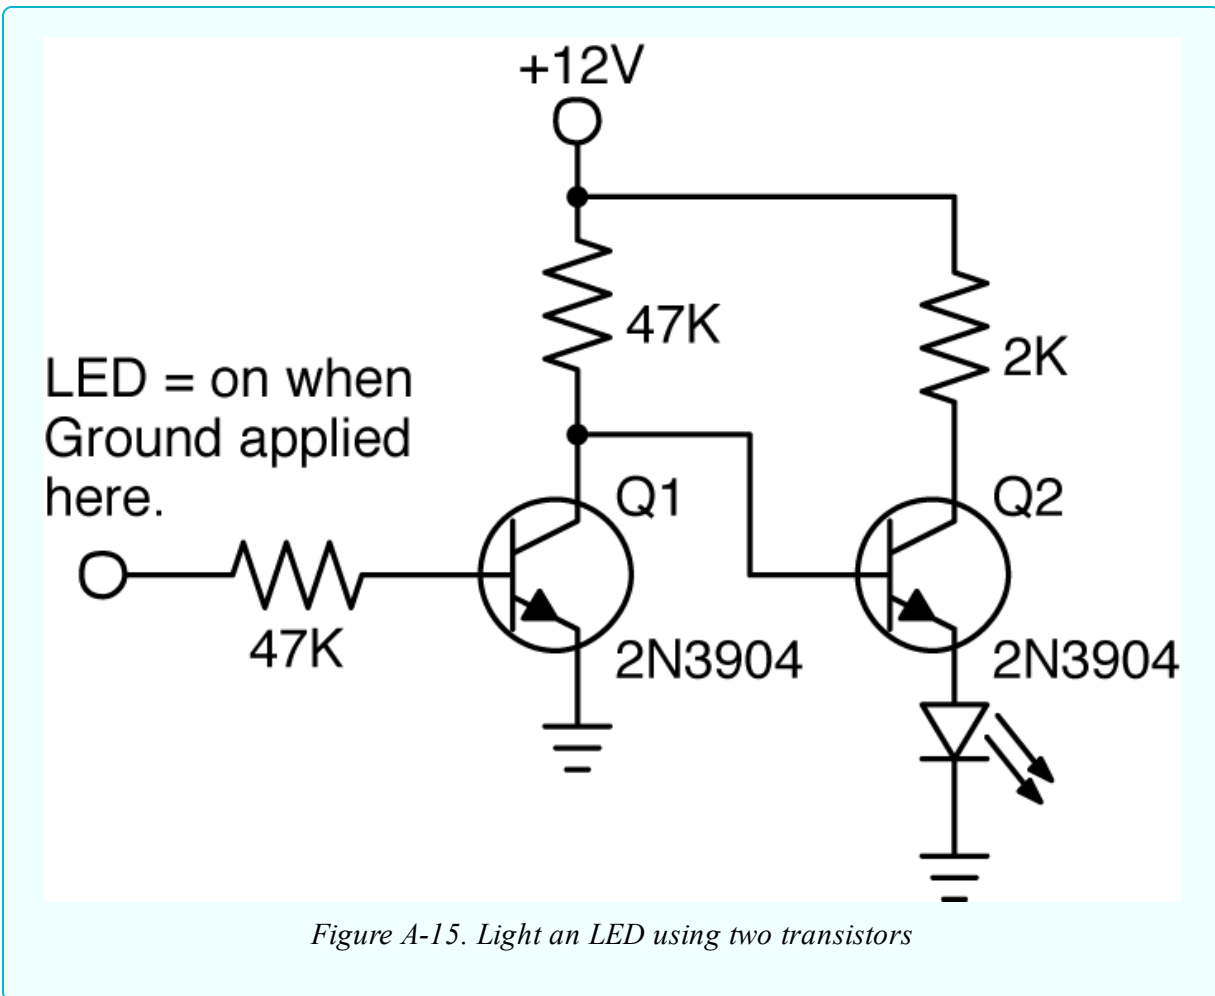 +12V
47K
2K
LED = on when
Ground applied
here.
Q1
Q2
47K
2N3904
2N3904
Figure A-15. Light an LED using two transistors